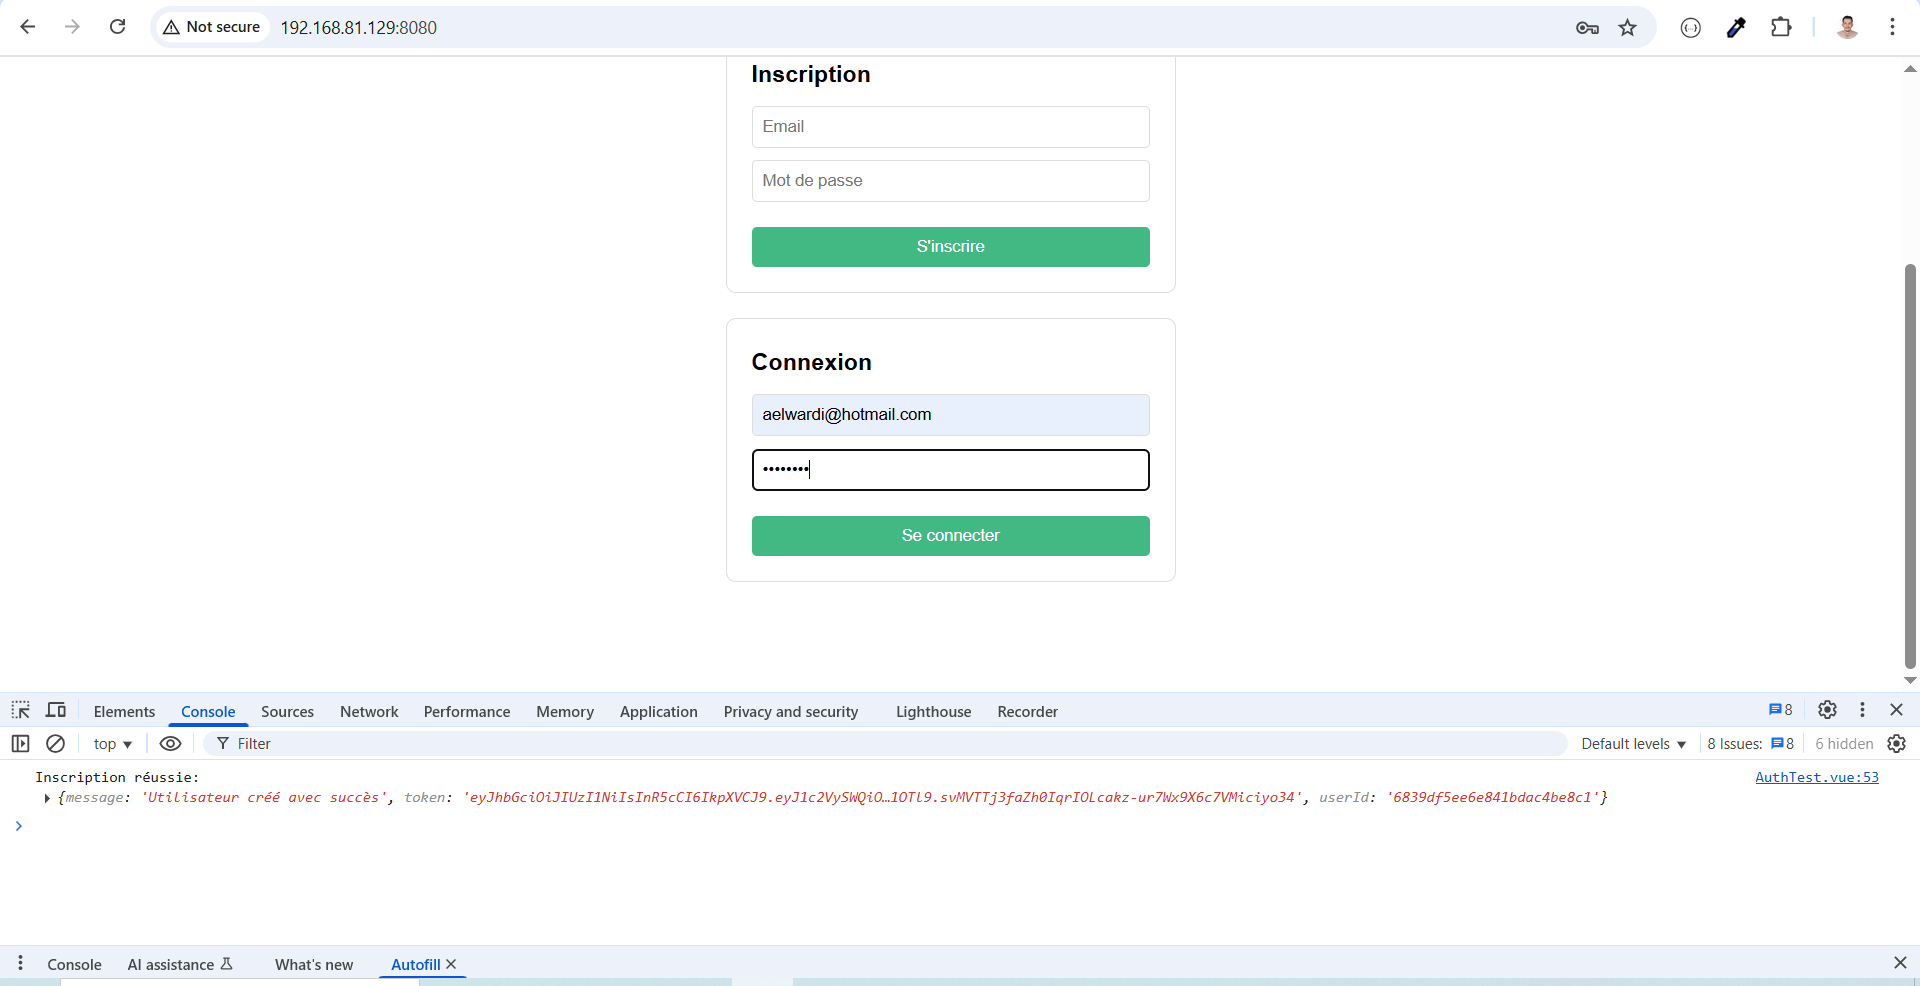 Not secure 192.168.81.129:8080
Inscription
Email
Mot de passe
S'inscrire
Connexion
aelwardi@hotmail.com
••••••••
Se connecter
Elements Console Sources Network Performance Memory Application Privacy and security Lighthouse Recorder 8
top Filter Default levels 8 Issues: 8 6 hidden
Inscription réussie: AuthTest.vue:53
{message: 'Utilisateur créé avec succès', token: 'eyJhbGciOiJIUzI1NiIsInR5cCI6IkpXVCJ9.eyJ1c2VySWQiO…1OTl9.svMVTTj3faZh0IqrIOLcakz-ur7Wx9X6c7VMiciyo34', userId: '6839df5ee6e841bdac4be8c1'}
Console AI assistance What's new Autofill